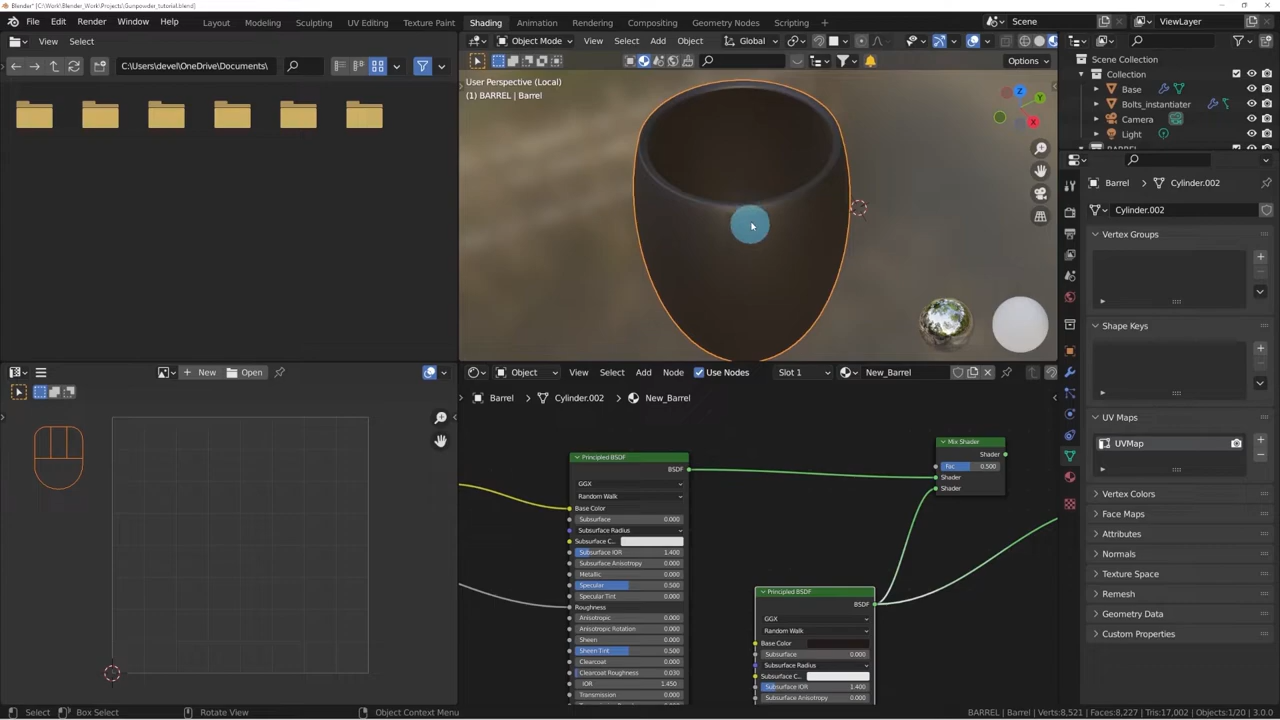 Blender* [C:\Work\Blender_Work\Projects\Gunpowder_tutorial.blend]
File Edit Render Window Help
Layout Modeling Sculpting UV Editing Texture Paint Shading Animation Rendering Compositing Geometry Nodes Scripting +
Scene
ViewLayer
View Select
Object Mode View Select Add Object Global
C:\Users\devel\OneDrive\Documents\
Options
User Perspective (Local)
(1) BARREL | Barrel
Z
Y
X
Scene Collection
Collection
Base
Bolts_instantiater
Camera
Light
Barrel > Cylinder.002
Cylinder.002
Vertex Groups
Shape Keys
UV Maps
UVMap
Vertex Colors
Face Maps
Attributes
Normals
Texture Space
Remesh
Geometry Data
Custom Properties
+ New Open
Object View Select Add Node Use Nodes Slot 1 New_Barrel
Barrel > Cylinder.002 > New_Barrel
Principled BSDF
BSDF
GGX
Random Walk
Base Color
Subsurface 0.000
Subsurface Radius
Subsurface C...
Subsurface IOR 1.400
Subsurface Anisotropy 0.000
Metallic 0.000
Specular 0.500
Specular Tint 0.000
Roughness
Anisotropic 0.000
Anisotropic Rotation 0.000
Sheen 0.000
Sheen Tint 0.500
Clearcoat 0.000
Clearcoat Roughness 0.030
IOR 1.450
Transmission 0.000
Mix Shader
Shader
Fac 0.500
Shader
Shader
Principled BSDF
BSDF
GGX
Random Walk
Base Color
Subsurface 0.000
Subsurface Radius
Subsurface C...
Subsurface IOR 1.400
Subsurface Anisotropy 0.000
Select Box Select Rotate View Object Context Menu
BARREL | Barrel | Verts:8,521 | Faces:8,227 | Tris:17,002 | Objects:1/20 | 3.0.0